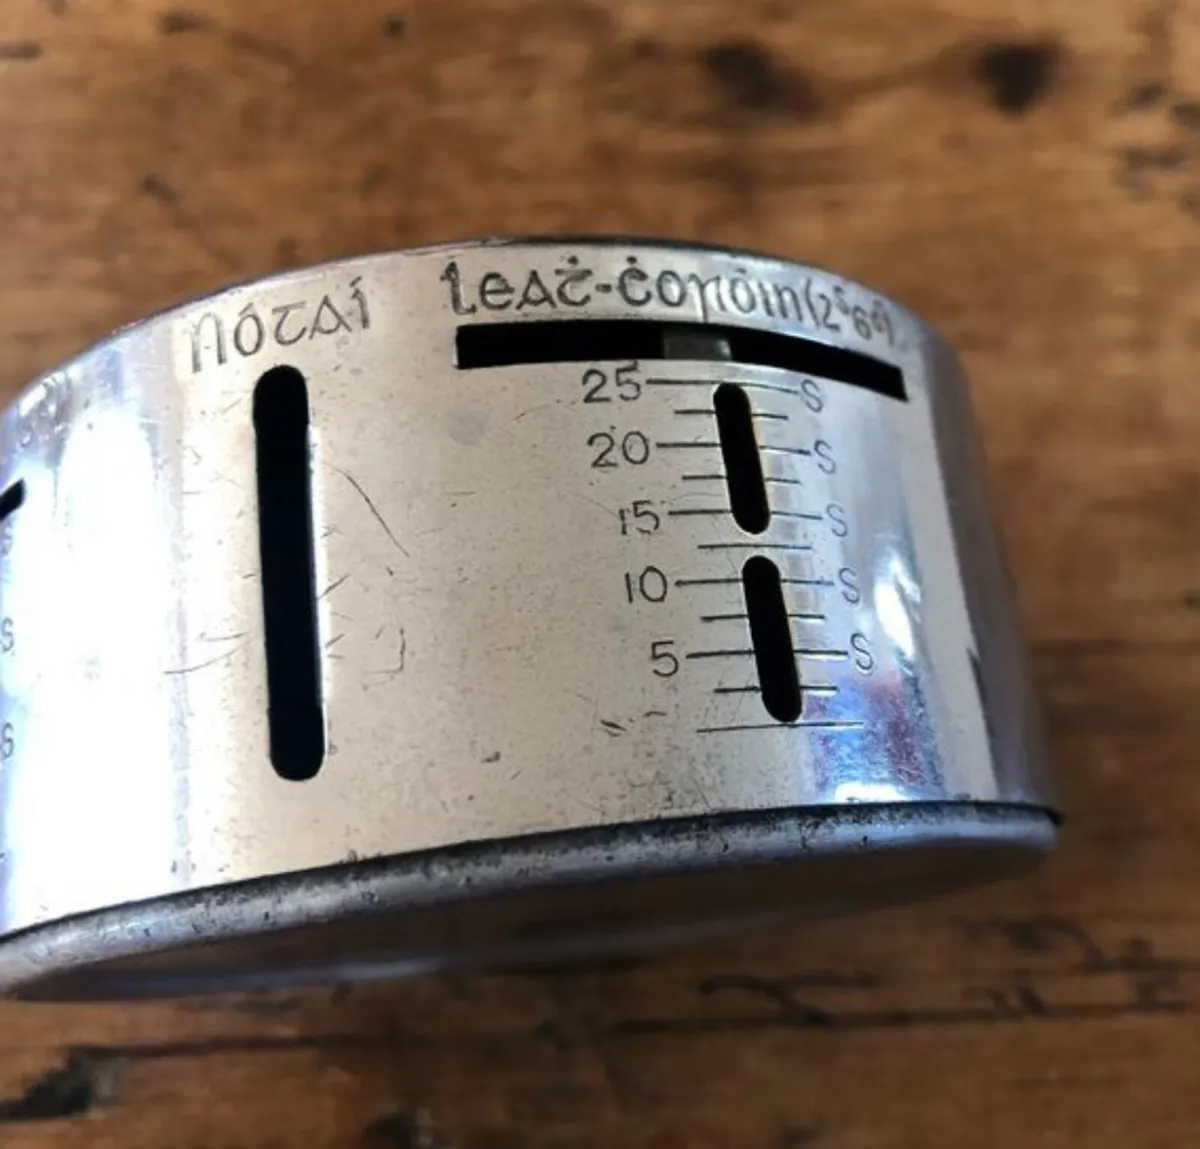 Nótaí
Leaṫ-ċoróin (2ˢ 6ᵈ)
25 S
20 S
15 S
10 S
5 S
S
S